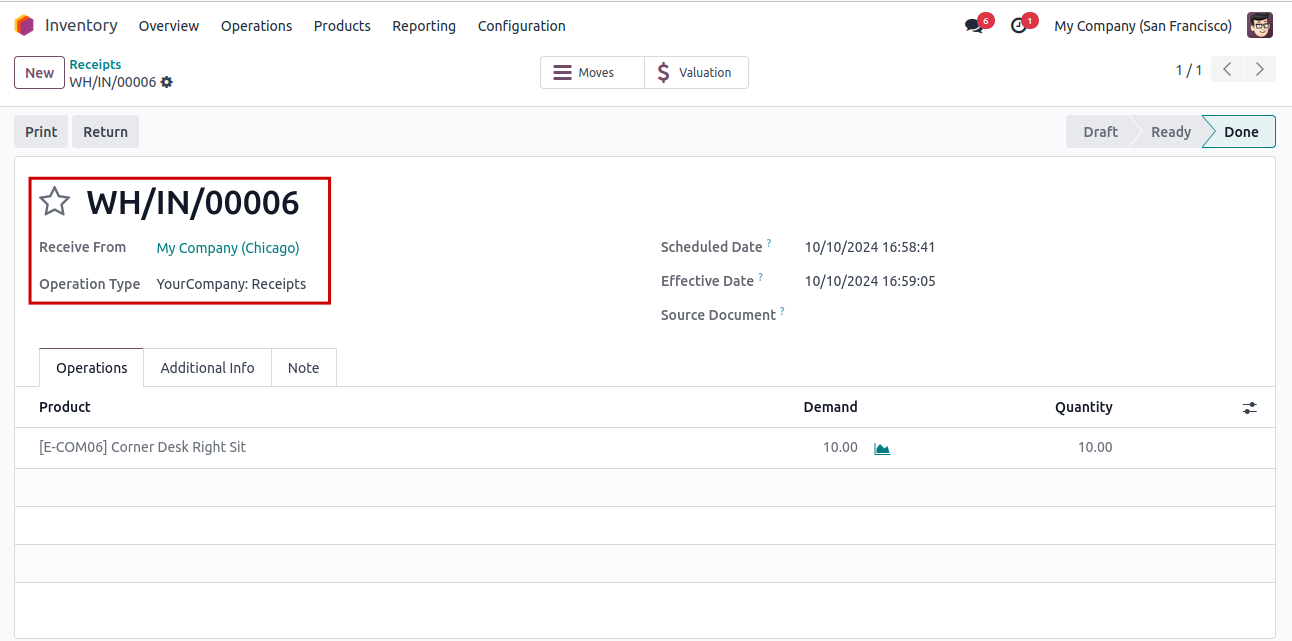 Inventory Overview Operations Products Reporting Configuration 6 1 My Company (San Francisco)
New Receipts
WH/IN/00006
Moves Valuation
1 / 1
Print Return Draft Ready Done
WH/IN/00006
Receive From My Company (Chicago) Scheduled Date ? 10/10/2024 16:58:41
Operation Type YourCompany: Receipts Effective Date ? 10/10/2024 16:59:05
Source Document ?
Operations Additional Info Note
Product Demand Quantity
[E-COM06] Corner Desk Right Sit 10.00 10.00